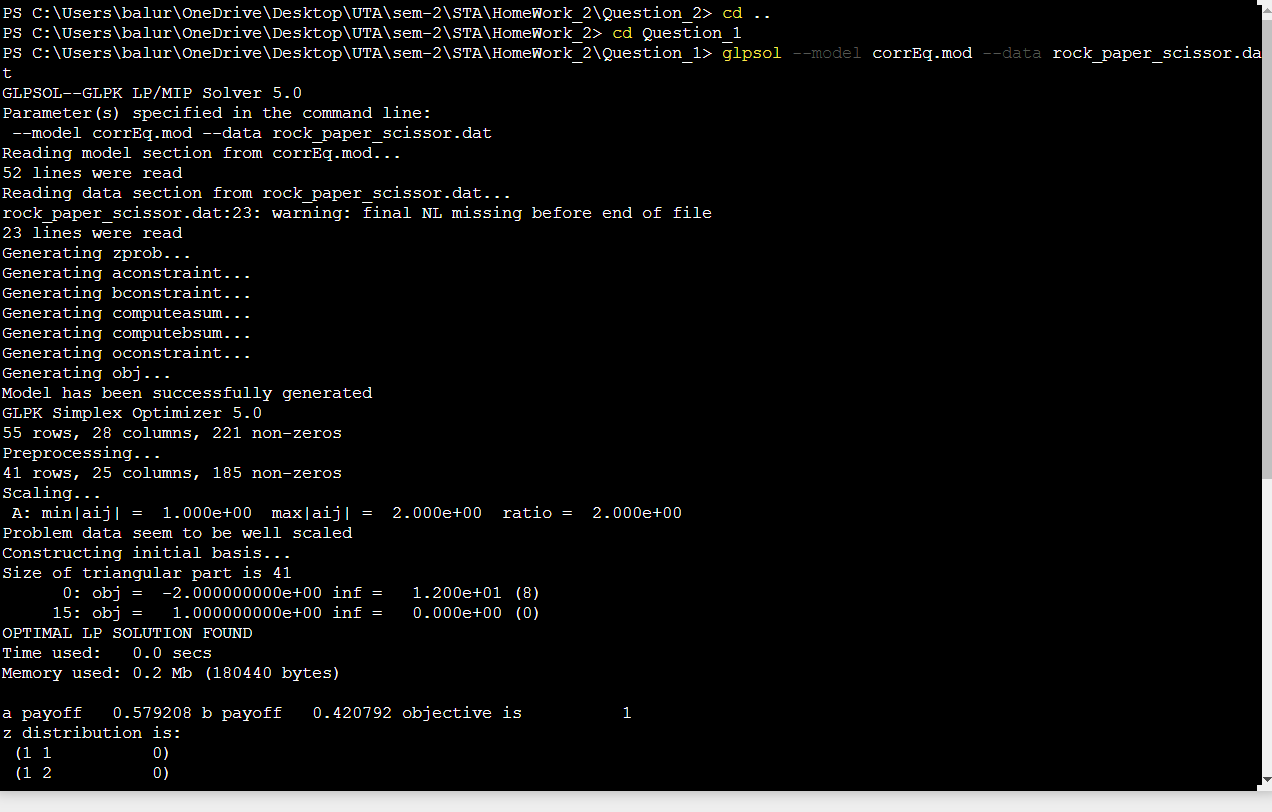 PS C:\Users\balur\OneDrive\Desktop\UTA\sem-2\STA\HomeWork_2\Question_2> cd ..
PS C:\Users\balur\OneDrive\Desktop\UTA\sem-2\STA\HomeWork_2> cd Question_1
PS C:\Users\balur\OneDrive\Desktop\UTA\sem-2\STA\HomeWork_2\Question_1> glpsol --model corrEq.mod --data rock_paper_scissor.da
t
GLPSOL--GLPK LP/MIP Solver 5.0
Parameter(s) specified in the command line:
 --model corrEq.mod --data rock_paper_scissor.dat
Reading model section from corrEq.mod...
52 lines were read
Reading data section from rock_paper_scissor.dat...
rock_paper_scissor.dat:23: warning: final NL missing before end of file
23 lines were read
Generating zprob...
Generating aconstraint...
Generating bconstraint...
Generating computeasum...
Generating computebsum...
Generating oconstraint...
Generating obj...
Model has been successfully generated
GLPK Simplex Optimizer 5.0
55 rows, 28 columns, 221 non-zeros
Preprocessing...
41 rows, 25 columns, 185 non-zeros
Scaling...
 A: min|aij| =  1.000e+00  max|aij| =  2.000e+00  ratio =  2.000e+00
Problem data seem to be well scaled
Constructing initial basis...
Size of triangular part is 41
      0: obj =  -2.000000000e+00 inf =   1.200e+01 (8)
     15: obj =   1.000000000e+00 inf =   0.000e+00 (0)
OPTIMAL LP SOLUTION FOUND
Time used:   0.0 secs
Memory used: 0.2 Mb (180440 bytes)
a payoff   0.579208 b payoff   0.420792 objective is          1
z distribution is:
 (1 1          0)
 (1 2          0)